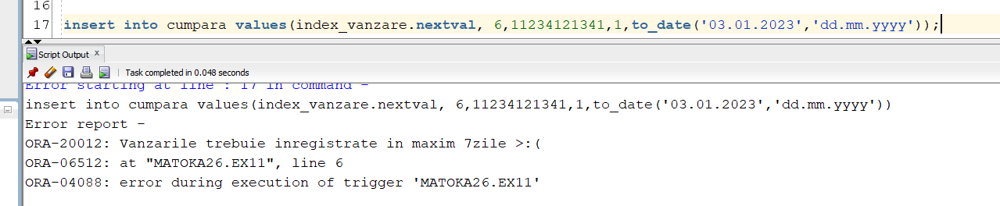 16
17 insert into cumpara values(index_vanzare.nextval, 6,11234121341,1,to_date('03.01.2023','dd.mm.yyyy'));
Script Output x
Task completed in 0.048 seconds
Error starting at line : 17 in command -
insert into cumpara values(index_vanzare.nextval, 6,11234121341,1,to_date('03.01.2023','dd.mm.yyyy'))
Error report -
ORA-20012: Vanzarile trebuie inregistrate in maxim 7zile >:(
ORA-06512: at "MATOKA26.EX11", line 6
ORA-04088: error during execution of trigger 'MATOKA26.EX11'